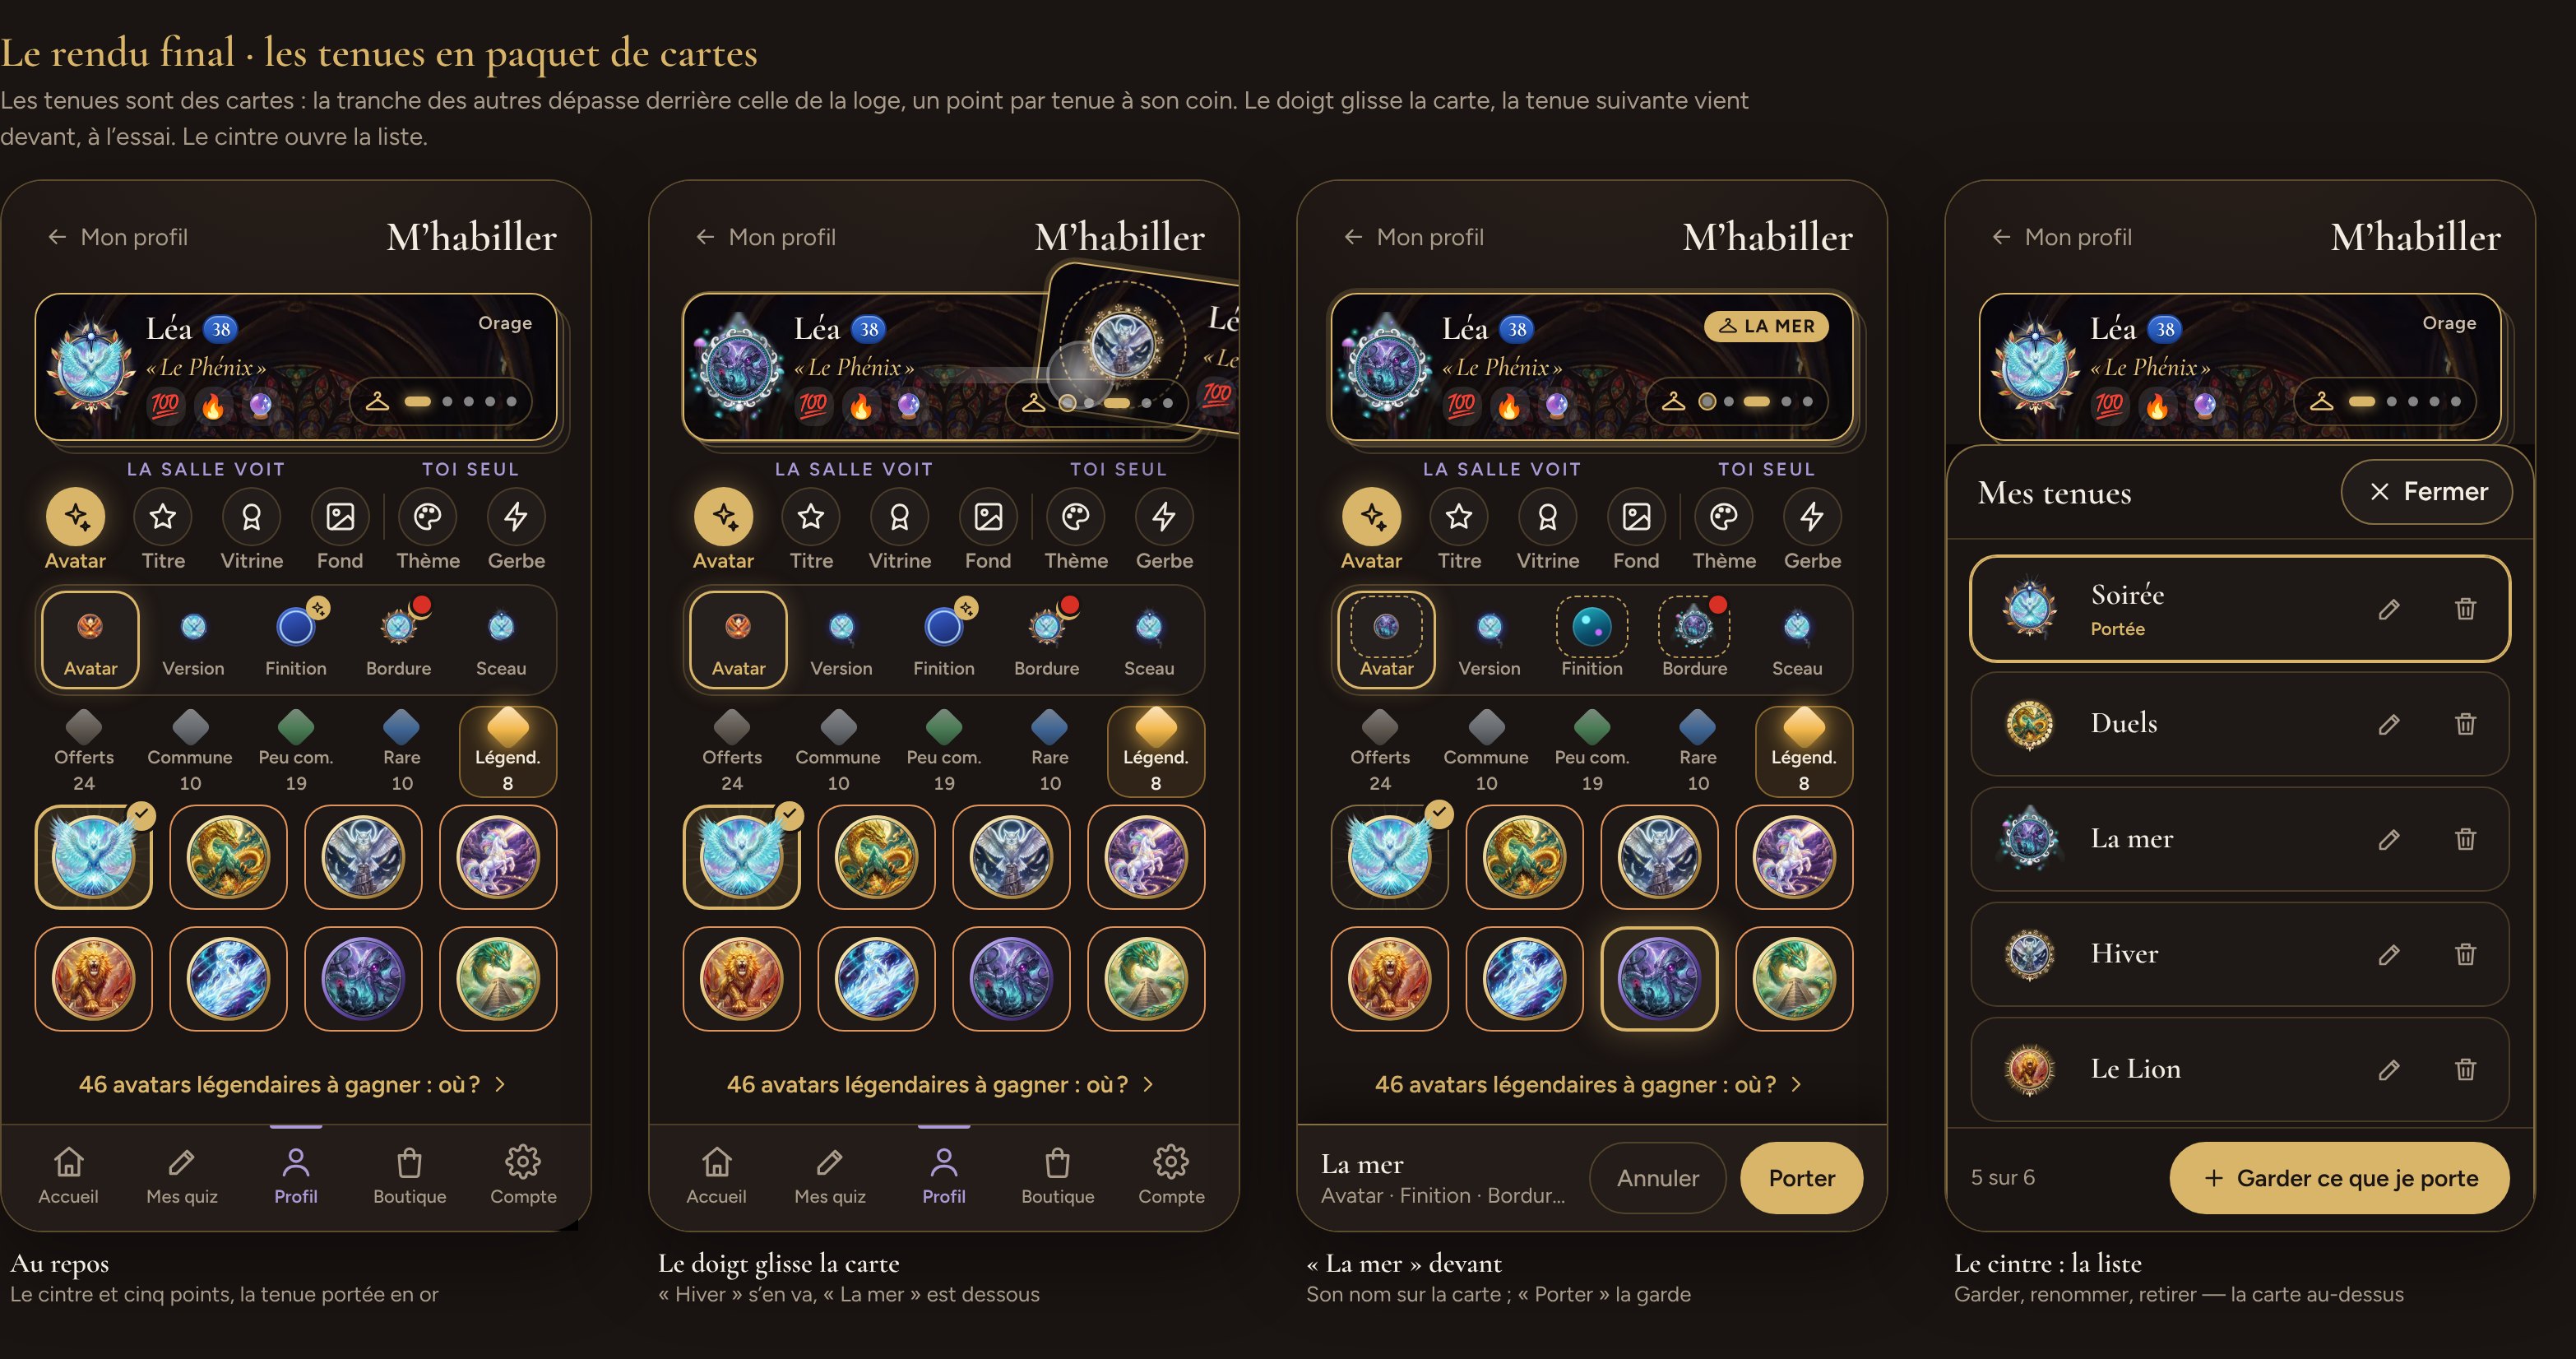 Le rendu final · les tenues en paquet de cartes
Les tenues sont des cartes : la tranche des autres dépasse derrière celle de la loge, un point par tenue à son coin. Le doigt glisse la carte, la tenue suivante vient
devant, à l’essai. Le cintre ouvre la liste.
← Mon profil
M’habiller
Léa 38
Orage
« Le Phénix »
💯 🔥 🔮
LA SALLE VOIT
TOI SEUL
Avatar
Titre
Vitrine
Fond
Thème
Gerbe
Avatar
Version
Finition
Bordure
Sceau
Offerts
Commune
Peu com.
Rare
Légend.
24
10
19
10
8
46 avatars légendaires à gagner : où ?
Accueil
Mes quiz
Profil
Boutique
Compte
Au repos
Le cintre et cinq points, la tenue portée en or
← Mon profil
M’habiller
Léa 38
Lé
« Le Phénix »
« Le
💯 🔥 🔮
💯
LA SALLE VOIT
TOI SEUL
Avatar
Titre
Vitrine
Fond
Thème
Gerbe
Avatar
Version
Finition
Bordure
Sceau
Offerts
Commune
Peu com.
Rare
Légend.
24
10
19
10
8
46 avatars légendaires à gagner : où ?
Accueil
Mes quiz
Profil
Boutique
Compte
Le doigt glisse la carte
« Hiver » s’en va, « La mer » est dessous
← Mon profil
M’habiller
Léa 38
LA MER
« Le Phénix »
💯 🔥 🔮
LA SALLE VOIT
TOI SEUL
Avatar
Titre
Vitrine
Fond
Thème
Gerbe
Avatar
Version
Finition
Bordure
Sceau
Offerts
Commune
Peu com.
Rare
Légend.
24
10
19
10
8
46 avatars légendaires à gagner : où ?
La mer
Avatar · Finition · Bordur…
Annuler
Porter
« La mer » devant
Son nom sur la carte ; « Porter » la garde
← Mon profil
M’habiller
Léa 38
Orage
« Le Phénix »
💯 🔥 🔮
Mes tenues
Fermer
Soirée
Portée
Duels
La mer
Hiver
Le Lion
5 sur 6
+ Garder ce que je porte
Le cintre : la liste
Garder, renommer, retirer — la carte au-dessus